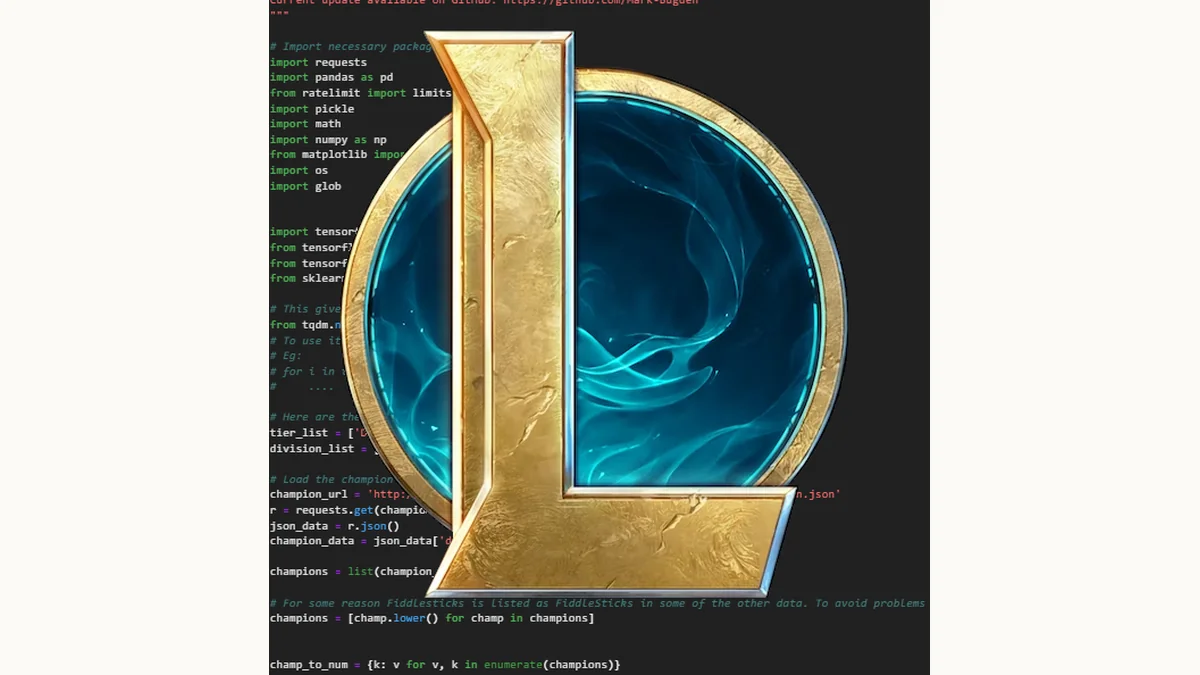 Current update available on Github: https://github.com/Mark-Bugden
"""
# Import necessary packag
import requests
import pandas as pd
from ratelimit import limits
import pickle
import math
import numpy as np
from matplotlib impor
import os
import glob
import tensor
from tensorf
from tensorf
from sklear
# This give
from tqdm.n
# To use it
# Eg:
# for i in
#     ....
# Here are the
tier_list = ['D
division_list =
# Load the champion
champion_url = 'http: n.json'
r = requests.get(champio
json_data = r.json()
champion_data = json_data['d
champions = list(champion_
# For some reason Fiddlesticks is listed as FiddleSticks in some of the other data. To avoid problems
champions = [champ.lower() for champ in champions]
champ_to_num = {k: v for v, k in enumerate(champions)}
L